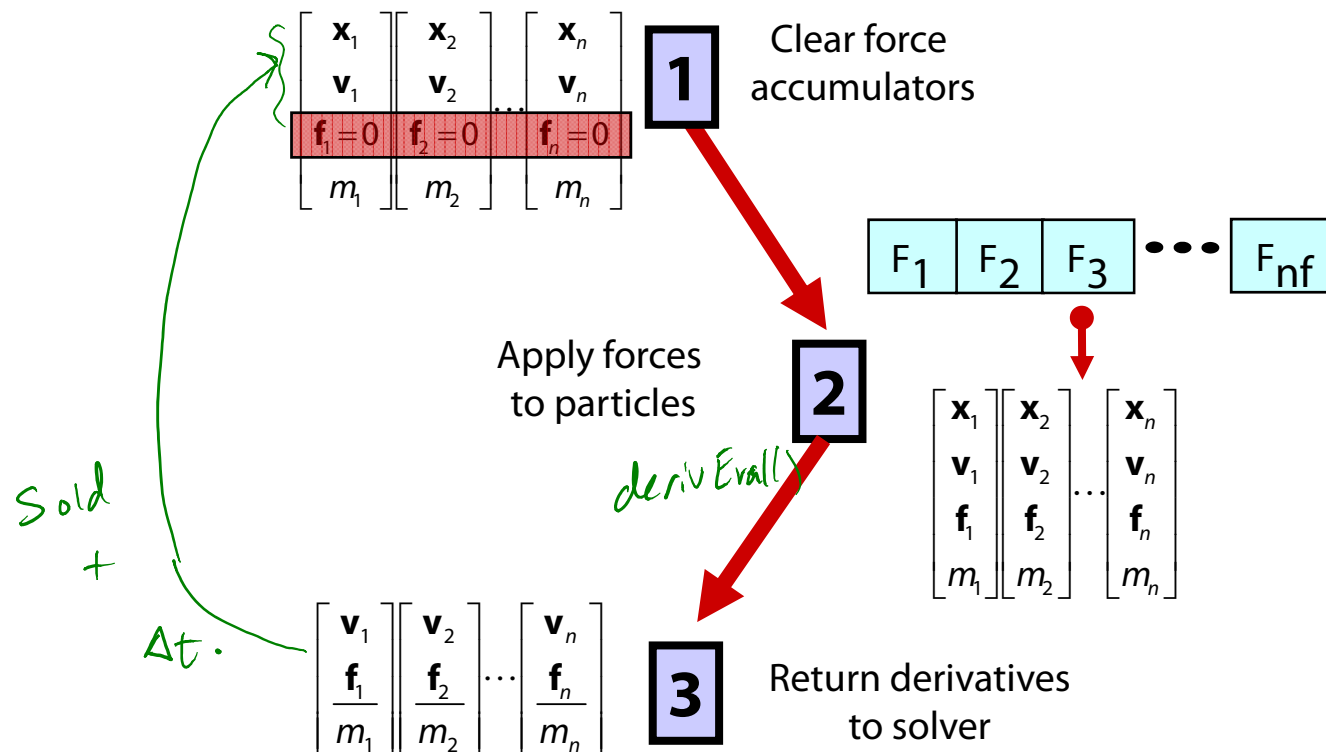 x₁ x₂ xₙ
v₁ v₂ ... vₙ
f₁=0 f₂=0 fₙ=0
m₁ m₂ mₙ
1
Clear force
accumulators
F₁ F₂ F₃ ••• Fnf
Apply forces
to particles
2
x₁ x₂ xₙ
v₁ v₂ vₙ
...
f₁ f₂ fₙ
m₁ m₂ mₙ
derivEval()
Sold
+
Δt.
v₁ v₂ vₙ
f₁ f₂ ... fₙ
m₁ m₂ mₙ
3
Return derivatives
to solver